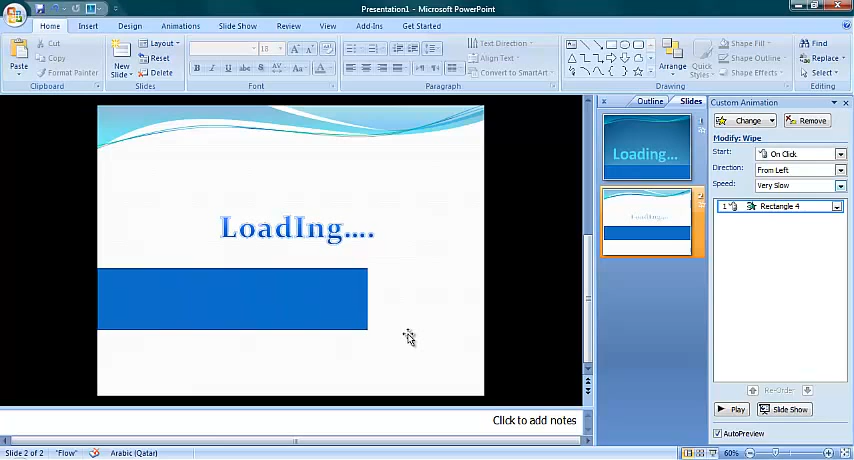 Presentation1 - Microsoft PowerPoint
Home Insert Design Animations Slide Show Review View Add-Ins Get Started
Cut
Copy
Format Painter
Paste
Clipboard
New
Slide
Layout
Reset
Delete
Slides
18
Font
Paragraph
Text Direction
Align Text
Convert to SmartArt
Arrange
Quick
Styles
Shape Fill
Shape Outline
Shape Effects
Drawing
Find
Replace
Select
Editing
LoadIng....
Click to add notes
Outline Slides
Loading...
LoadIng....
Custom Animation
Change Remove
Modify: Wipe
Start: On Click
Direction: From Left
Speed: Very Slow
1 Rectangle 4
Re-Order
Play Slide Show
AutoPreview
Slide 2 of 2 "Flow" Arabic (Qatar) 60%